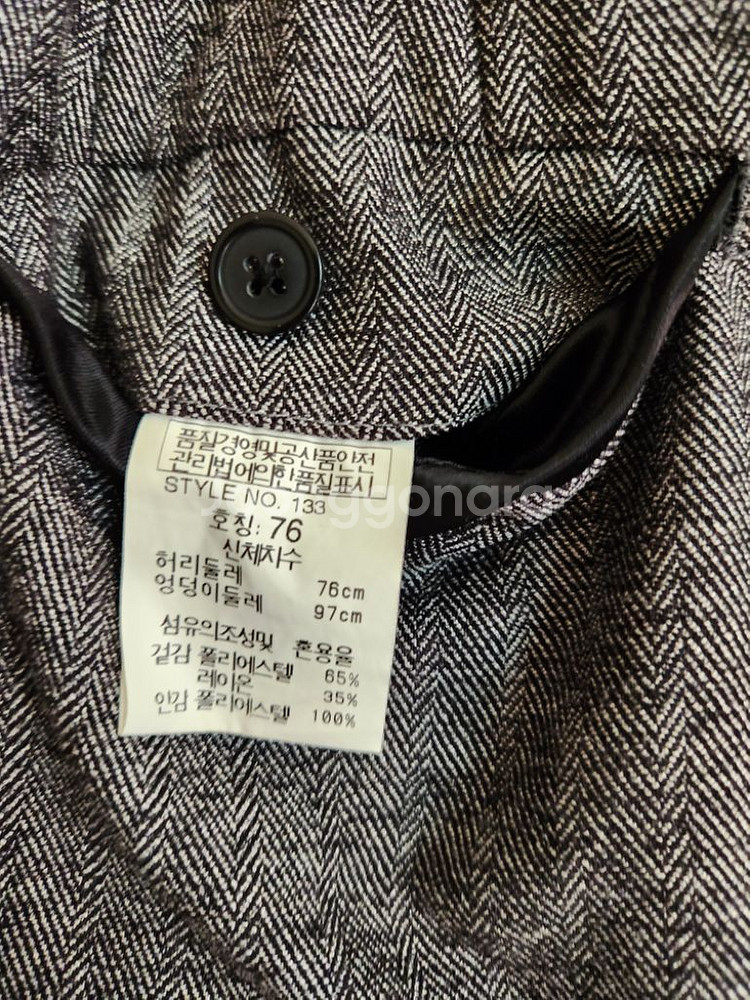 품질경영및공산품안전
관리법에의한품질표시
STYLE NO. 133
호칭: 76
신체치수
허리둘레 76cm
엉덩이둘레 97cm
섬유의조성및 혼용율
겉감 폴리에스텔 65%
레이온 35%
안감 폴리에스텔 100%